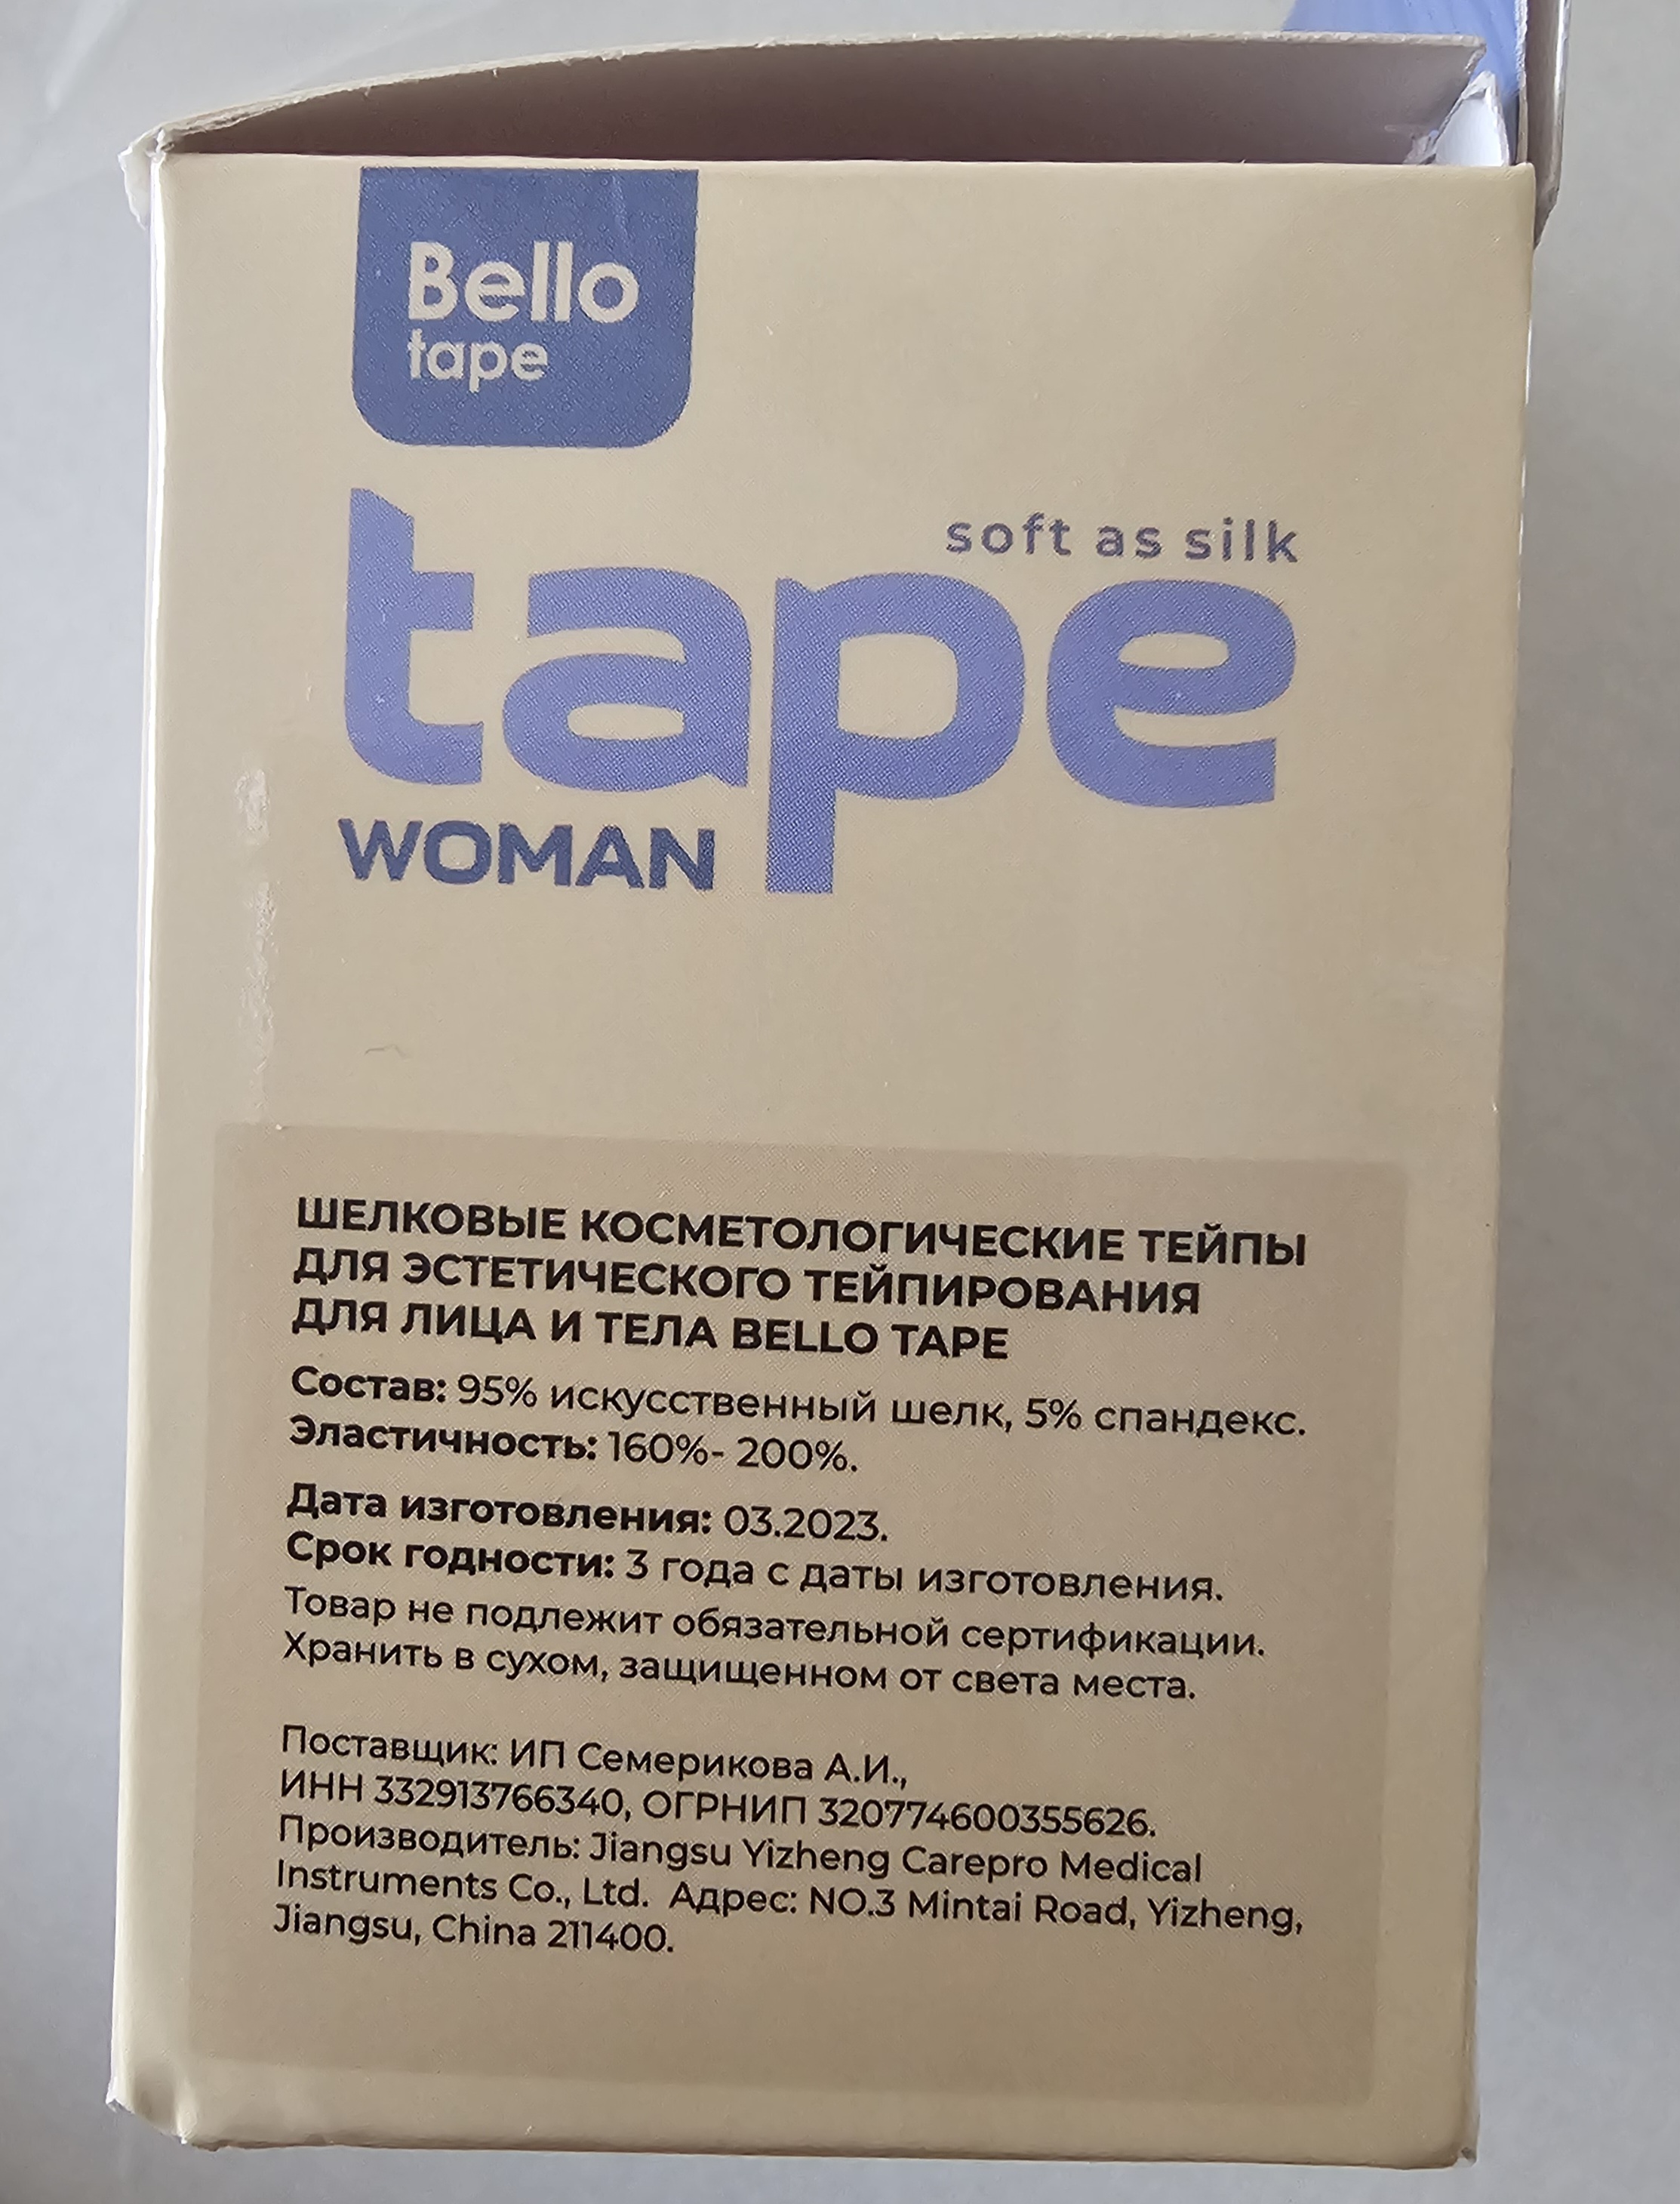 Bello
tape
soft as silk
tape
WOMAN
ШЕЛКОВЫЕ КОСМЕТОЛОГИЧЕСКИЕ ТЕЙПЫ
ДЛЯ ЭСТЕТИЧЕСКОГО ТЕЙПИРОВАНИЯ
ДЛЯ ЛИЦА И ТЕЛА BELLO TAPE
Состав: 95% искусственный шелк, 5% спандекс.
Эластичность: 160%- 200%.
Дата изготовления: 03.2023.
Срок годности: 3 года с даты изготовления.
Товар не подлежит обязательной сертификации.
Хранить в сухом, защищенном от света места.
Поставщик: ИП Семерикова А.И.,
ИНН 332913766340, ОГРНИП 320774600355626.
Производитель: Jiangsu Yizheng Carepro Medical
Instruments Co., Ltd. Адрес: NO.3 Mintai Road, Yizheng,
Jiangsu, China 211400.